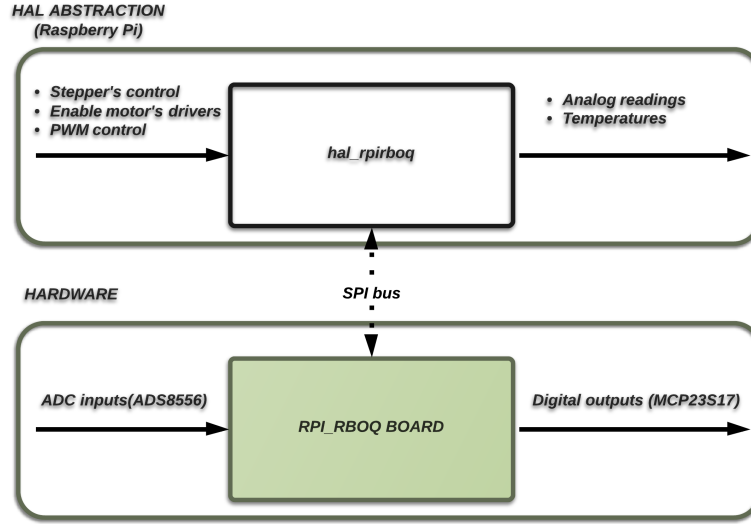 HAL ABSTRACTION
(Raspberry Pi)
• Stepper's control
• Enable motor's drivers
• PWM control
hal_rpirboq
• Analog readings
• Temperatures
SPI bus
HARDWARE
ADC inputs(ADS8556)
RPI_RBOQ BOARD
Digital outputs (MCP23S17)